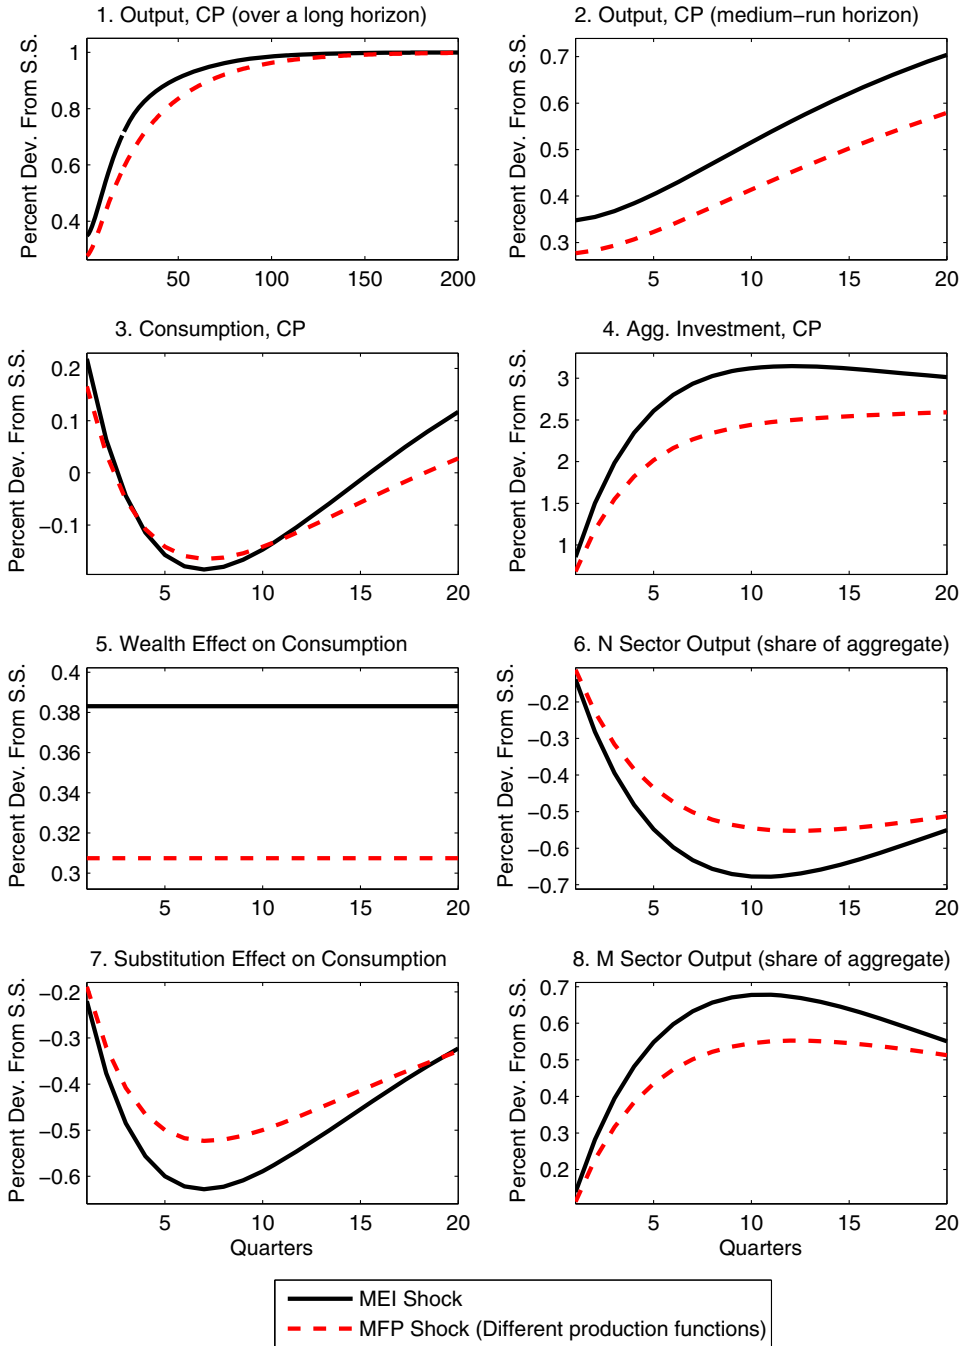 1. Output, CP (over a long horizon)
Percent Dev. From S.S.
1
0.8
0.6
0.4
50 100 150 200
2. Output, CP (medium−run horizon)
Percent Dev. From S.S.
0.7
0.6
0.5
0.4
0.3
5 10 15 20
3. Consumption, CP
Percent Dev. From S.S.
0.2
0.1
0
−0.1
5 10 15 20
4. Agg. Investment, CP
Percent Dev. From S.S.
3
2.5
2
1.5
1
5 10 15 20
5. Wealth Effect on Consumption
Percent Dev. From S.S.
0.4
0.38
0.36
0.34
0.32
0.3
5 10 15 20
6. N Sector Output (share of aggregate)
Percent Dev. From S.S.
−0.2
−0.3
−0.4
−0.5
−0.6
−0.7
5 10 15 20
7. Substitution Effect on Consumption
Percent Dev. From S.S.
−0.2
−0.3
−0.4
−0.5
−0.6
5 10 15 20
Quarters
8. M Sector Output (share of aggregate)
Percent Dev. From S.S.
0.7
0.6
0.5
0.4
0.3
0.2
5 10 15 20
Quarters
MEI Shock
MFP Shock (Different production functions)